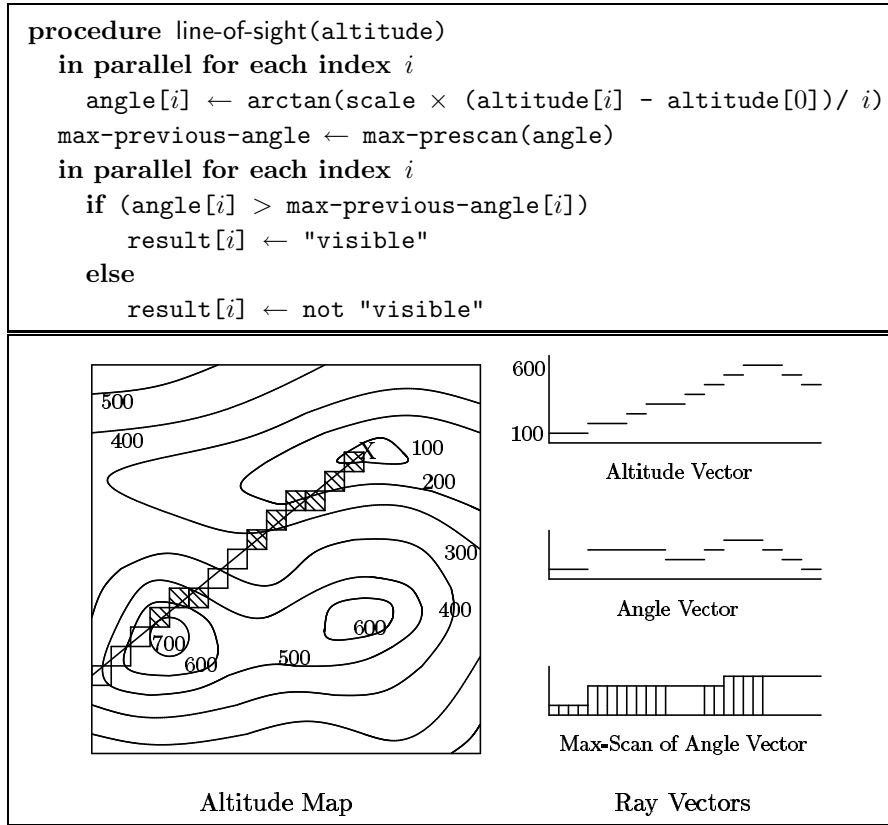 procedure line-of-sight(altitude)
in parallel for each index i
angle[i] ← arctan(scale × (altitude[i] - altitude[0])/ i)
max-previous-angle ← max-prescan(angle)
in parallel for each index i
if (angle[i] > max-previous-angle[i])
result[i] ← "visible"
else
result[i] ← not "visible"
500
400
X
100
200
300
400
600
500
600
700
Altitude Map
600
100
Altitude Vector
Angle Vector
Max-Scan of Angle Vector
Ray Vectors